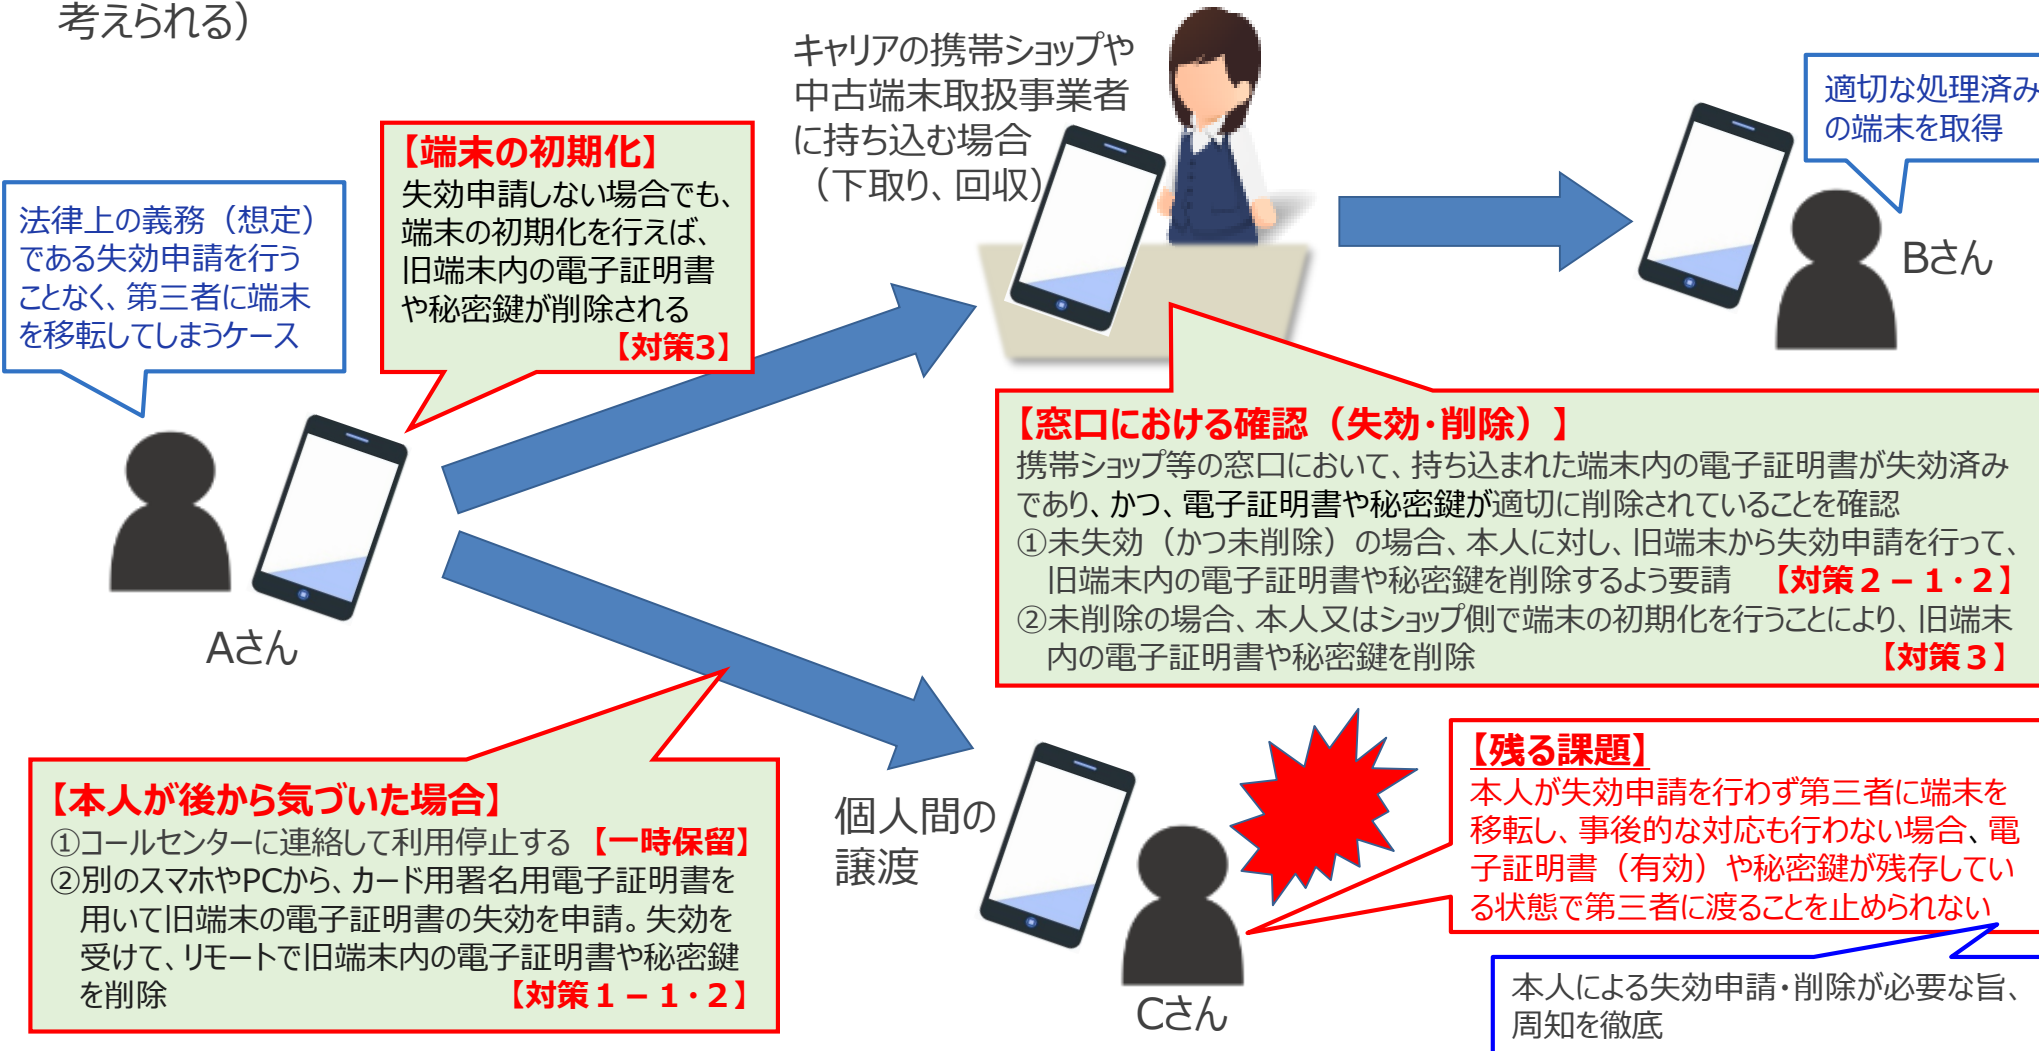 考えられる）
キャリアの携帯ショップや
中古端末取扱事業者
に持ち込む場合
（下取り、回収）
適切な処理済み
の端末を取得
【端末の初期化】
失効申請しない場合でも、
端末の初期化を行えば、
旧端末内の電子証明書
や秘密鍵が削除される
【対策3】
法律上の義務（想定）
である失効申請を行う
ことなく、第三者に端末
を移転してしまうケース
Bさん
Aさん
【窓口における確認（失効・削除）】
携帯ショップ等の窓口において、持ち込まれた端末内の電子証明書が失効済み
であり、かつ、電子証明書や秘密鍵が適切に削除されていることを確認
①未失効（かつ未削除）の場合、本人に対し、旧端末から失効申請を行って、
旧端末内の電子証明書や秘密鍵を削除するよう要請　【対策２－１・２】
②未削除の場合、本人又はショップ側で端末の初期化を行うことにより、旧端末
内の電子証明書や秘密鍵を削除　【対策３】
【本人が後から気づいた場合】
①コールセンターに連絡して利用停止する【一時保留】
②別のスマホやPCから、カード用署名用電子証明書を
用いて旧端末の電子証明書の失効を申請。失効を
受けて、リモートで旧端末内の電子証明書や秘密鍵
を削除　【対策１－１・２】
個人間の
譲渡
Cさん
【残る課題】
本人が失効申請を行わず第三者に端末を
移転し、事後的な対応も行わない場合、電
子証明書（有効）や秘密鍵が残存してい
る状態で第三者に渡ることを止められない
本人による失効申請・削除が必要な旨、
周知を徹底